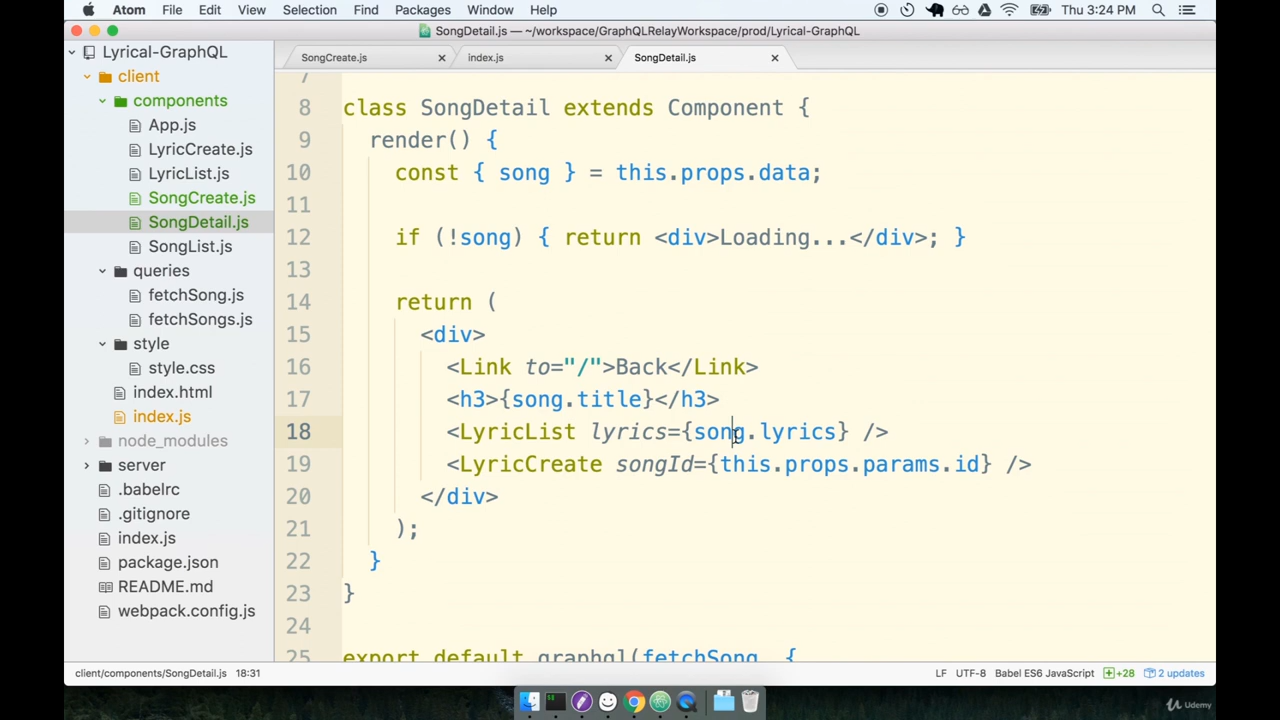 Atom File Edit View Selection Find Packages Window Help Thu 3:24 PM
SongDetail.js — ~/workspace/GraphQLRelayWorkspace/prod/Lyrical-GraphQL
Lyrical-GraphQL
client
components
App.js
LyricCreate.js
LyricList.js
SongCreate.js
SongDetail.js
SongList.js
queries
fetchSong.js
fetchSongs.js
style
style.css
index.html
index.js
node_modules
server
.babelrc
.gitignore
index.js
package.json
README.md
webpack.config.js
SongCreate.js index.js SongDetail.js
7
8 class SongDetail extends Component {
9 render() {
10 const { song } = this.props.data;
11
12 if (!song) { return <div>Loading...</div>; }
13
14 return (
15 <div>
16 <Link to="/">Back</Link>
17 <h3>{song.title}</h3>
18 <LyricList lyrics={song.lyrics} />
19 <LyricCreate songId={this.props.params.id} />
20 </div>
21 );
22 }
23 }
24
25 export default graphql(fetchSong, {
client/components/SongDetail.js 18:31 LF UTF-8 Babel ES6 JavaScript +28 2 updates
Udemy